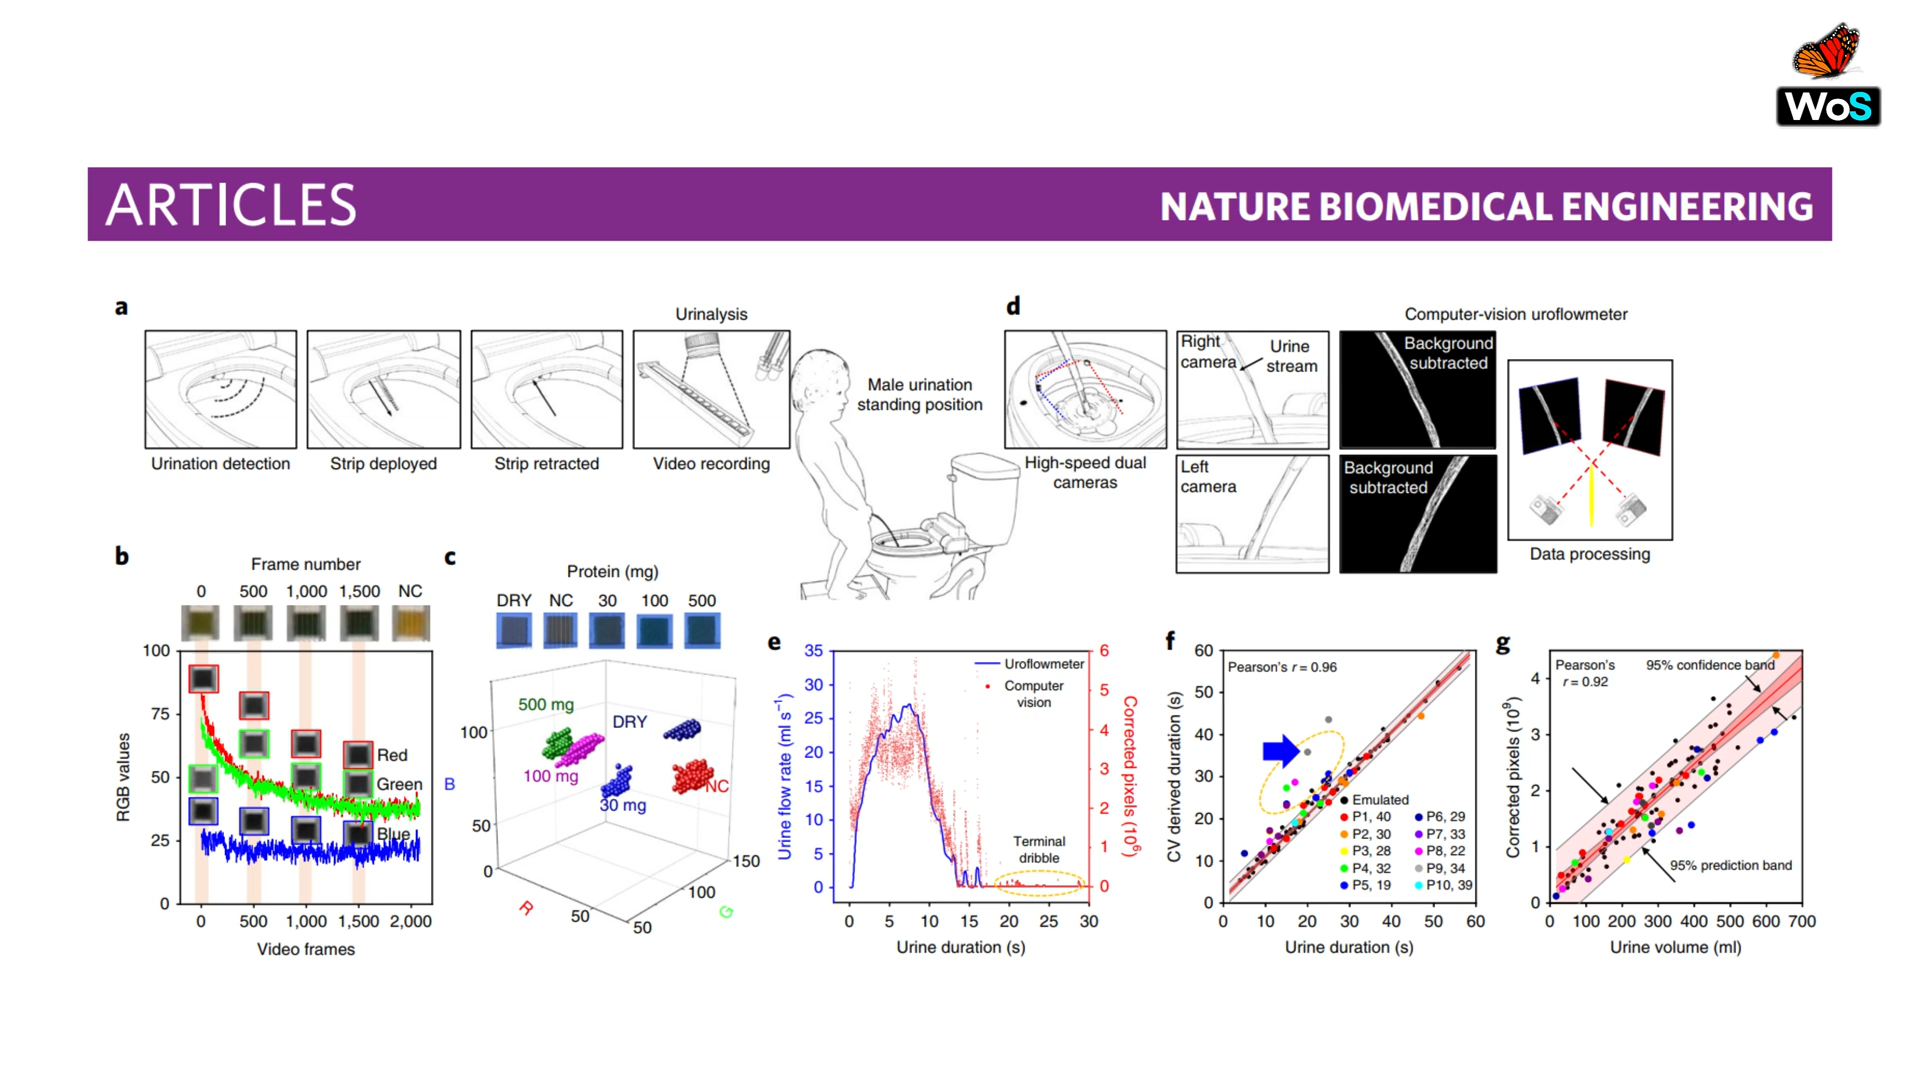 WoS
ARTICLES
NATURE BIOMEDICAL ENGINEERING
a
Urinalysis
Urination detection
Strip deployed
Strip retracted
Video recording
Male urination
standing position
d
Computer-vision uroflowmeter
Right
camera
Urine
stream
Background
subtracted
Left
camera
Background
subtracted
High-speed dual
cameras
Data processing
b
Frame number
0 500 1,000 1,500 NC
RGB values
100
75
50
25
0
Red
Green
Blue
0 500 1,000 1,500 2,000
Video frames
c
Protein (mg)
DRY NC 30 100 500
B
100
50
0
500 mg
100 mg
DRY
30 mg
NC
R
50
50
100
150
G
e
Urine flow rate (ml s−1)
35
30
25
20
15
10
5
0
Uroflowmeter
Computer
vision
Terminal
dribble
6
5
4
3
2
1
0
Corrected pixels (10⁶)
0 5 10 15 20 25 30
Urine duration (s)
f
CV derived duration (s)
60
50
40
30
20
10
0
Pearson's r = 0.96
Emulated
P1, 40
P2, 30
P3, 28
P4, 32
P5, 19
P6, 29
P7, 33
P8, 22
P9, 34
P10, 39
0 10 20 30 40 50 60
Urine duration (s)
g
Corrected pixels (10⁹)
4
3
2
1
0
Pearson's
r = 0.92
95% confidence band
95% prediction band
0 100 200 300 400 500 600 700
Urine volume (ml)